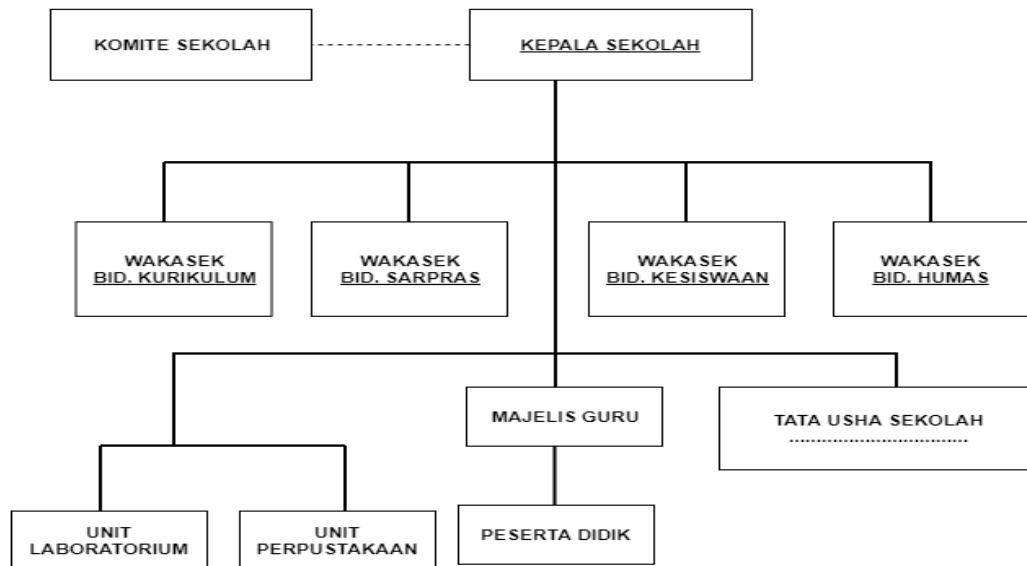 KOMITE SEKOLAH
KEPALA SEKOLAH
WAKASEK
BID. KURIKULUM
WAKASEK
BID. SARPRAS
WAKASEK
BID. KESISWAAN
WAKASEK
BID. HUMAS
MAJELIS GURU
TATA USHA SEKOLAH
..................................
UNIT
LABORATORIUM
UNIT
PERPUSTAKAAN
PESERTA DIDIK